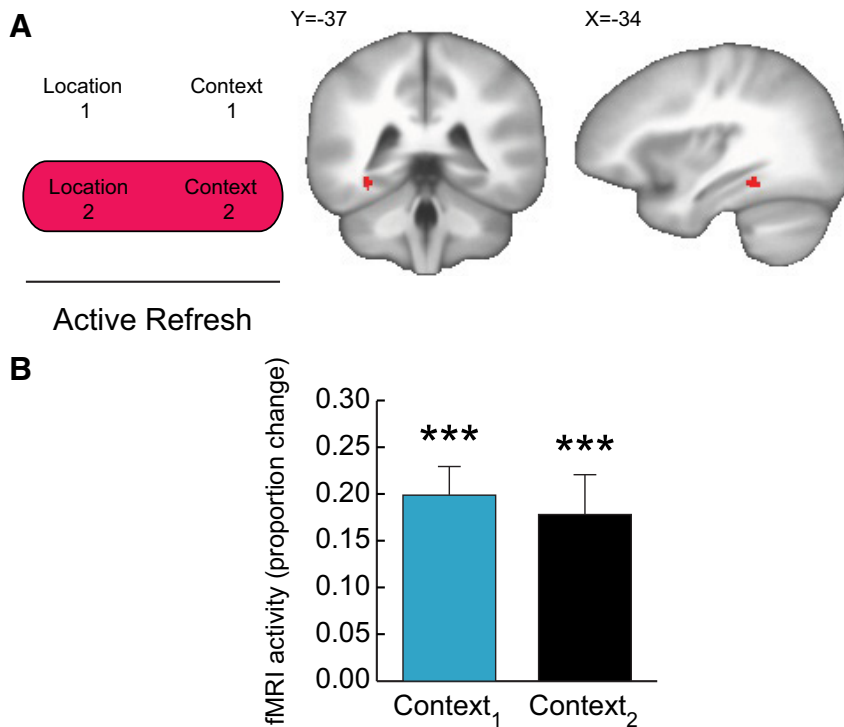 A
Y=-37
X=-34
Location
1
Context
1
Location
2
Context
2
Active Refresh
B
fMRI activity (proportion change)
0.30
0.25
0.20
0.15
0.10
0.05
0.00
***
***
Context1
Context2